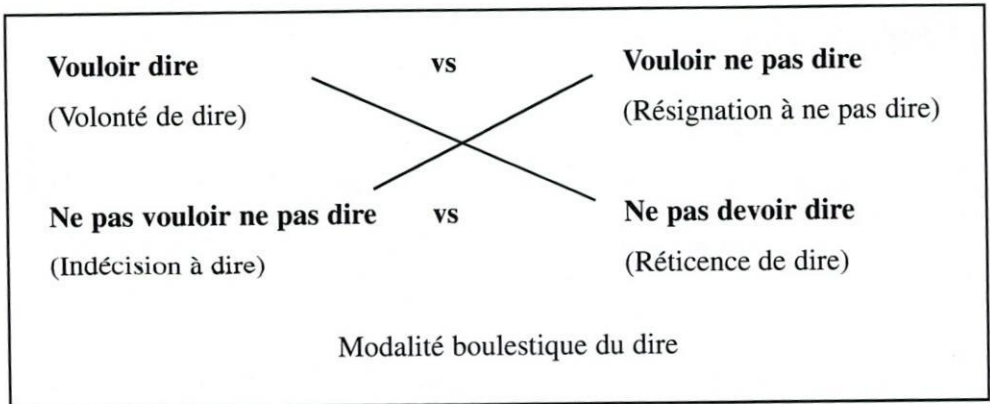 Vouloir dire vs Vouloir ne pas dire
(Volonté de dire) (Résignation à ne pas dire)
Ne pas vouloir ne pas dire vs Ne pas devoir dire
(Indécision à dire) (Réticence de dire)
Modalité boulestique du dire